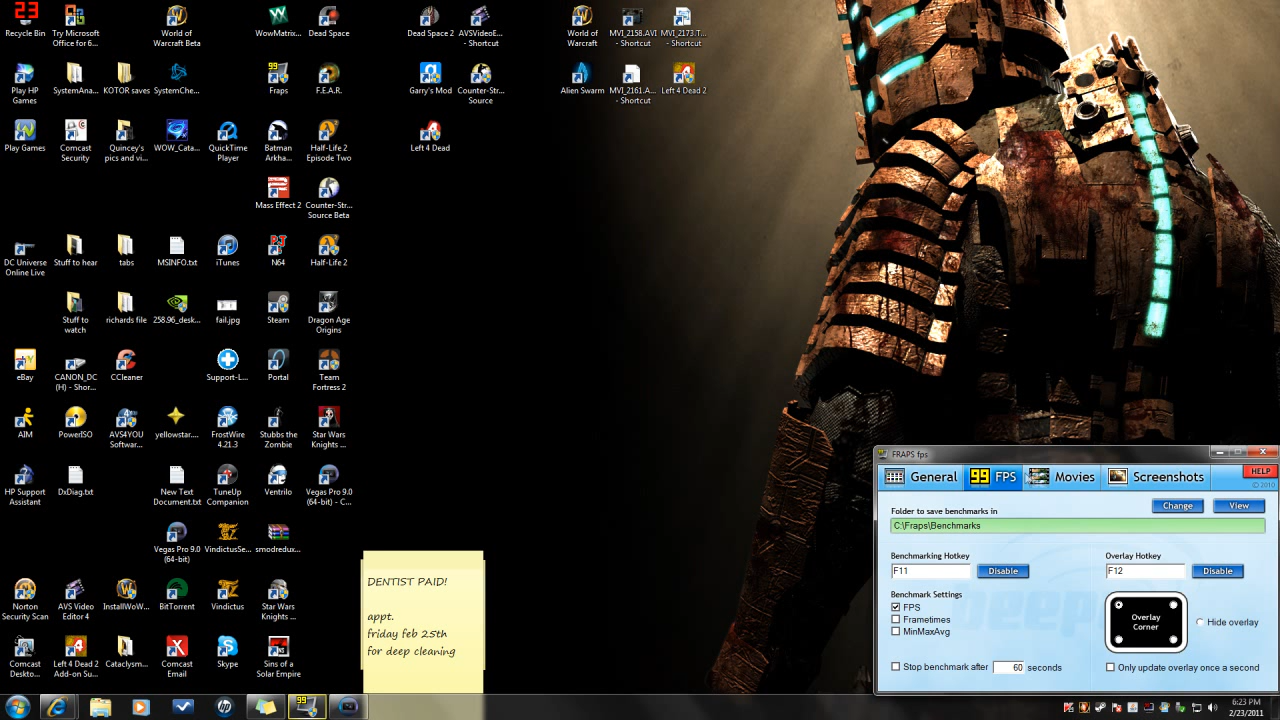 23
Recycle Bin
Try Microsoft
Office for 6...
World of
Warcraft Beta
WowMatrix...
Dead Space
Dead Space 2
AVSVideoE...
- Shortcut
World of
Warcraft
MVI_2158.AVI
- Shortcut
MVI_2173.T...
- Shortcut
Play HP
Games
SystemAna...
KOTOR saves
SystemChe...
99
Fraps
F.E.A.R.
Garry's Mod
Counter-Str...
Source
Alien Swarm
MVI_2161.A...
- Shortcut
Left 4 Dead 2
Play Games
Comcast
Security
Quincey's
pics and vi...
WOW_Cata...
QuickTime
Player
Batman
Arkha...
Half-Life 2
Episode Two
Left 4 Dead
Mass Effect 2
Counter-Str...
Source Beta
DC Universe
Online Live
Stuff to hear
tabs
MSINFO.txt
iTunes
N64
Half-Life 2
Stuff to
watch
richards file
258.96_desk...
fail.jpg
Steam
Dragon Age
Origins
eBay
CANON_DC
(H) - Shor...
CCleaner
Support-L...
Portal
Team
Fortress 2
AIM
PowerISO
AVS4YOU
Softwar...
yellowstar....
FrostWire
4.21.3
Stubbs the
Zombie
Star Wars
Knights ...
HP Support
Assistant
DxDiag.txt
New Text
Document.txt
TuneUp
Companion
Ventrilo
Vegas Pro 9.0
(64-bit) - C...
Vegas Pro 9.0
(64-bit)
VindictusSe...
smodredux...
Norton
Security Scan
AVS Video
Editor 4
InstallWoW...
BitTorrent
Vindictus
Star Wars
Knights ...
Comcast
Deskto...
Left 4 Dead 2
Add-on Su...
Cataclysm...
Comcast
Email
Skype
Sins of a
Solar Empire
DENTIST PAID!
appt.
friday feb 25th
for deep cleaning
FRAPS fps
General
99 FPS
Movies
Screenshots
HELP
© 2010
Folder to save benchmarks in
Change
View
C:\Fraps\Benchmarks
Benchmarking Hotkey
Overlay Hotkey
F11
Disable
F12
Disable
Benchmark Settings
FPS
Frametimes
MinMaxAvg
Overlay
Corner
Hide overlay
Stop benchmark after 60 seconds
Only update overlay once a second
99
6:23 PM
2/23/2011